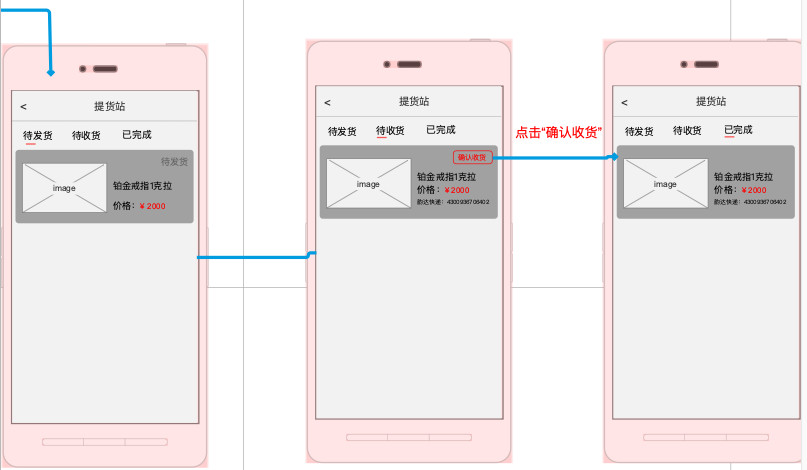 <
提货站
待发货 待收货 已完成
待发货
image
铂金戒指1克拉
价格：￥2000
<
提货站
待发货 待收货 已完成
确认收货
image
铂金戒指1克拉
价格：￥2000
韵达快递：4300936706402
点击“确认收货”
<
提货站
待发货 待收货 已完成
image
铂金戒指1克拉
价格：￥2000
韵达快递：4300936706402